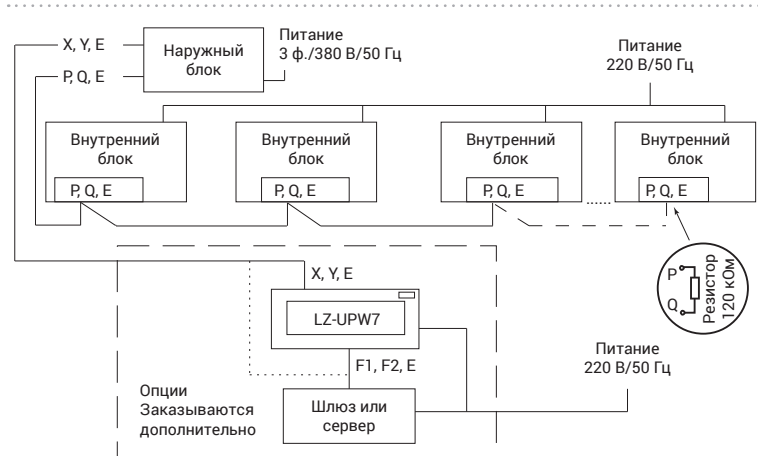 X, Y, E
P, Q, E
Наружный
блок
Питание
3 ф./380 В/50 Гц
Питание
220 В/50 Гц
Внутренний
блок
P, Q, E
Внутренний
блок
P, Q, E
Внутренний
блок
P, Q, E
Внутренний
блок
P, Q, E
X, Y, E
LZ-UPW7
F1, F2, E
Шлюз или
сервер
Опции
Заказываются
дополнительно
P
Q
Резистор
120 кОм
Питание
220 В/50 Гц